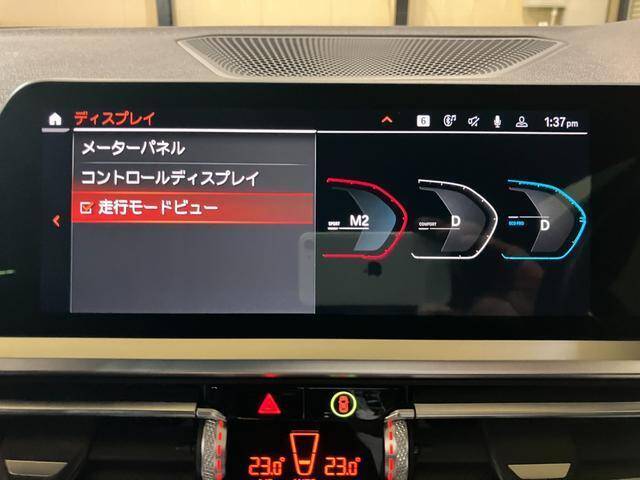 ディスプレイ
6
1:37pm
メーターパネル
コントロールディスプレイ
走行モードビュー
SPORT M2
COMFORT D
ECO PRO D
23.0° 23.0°